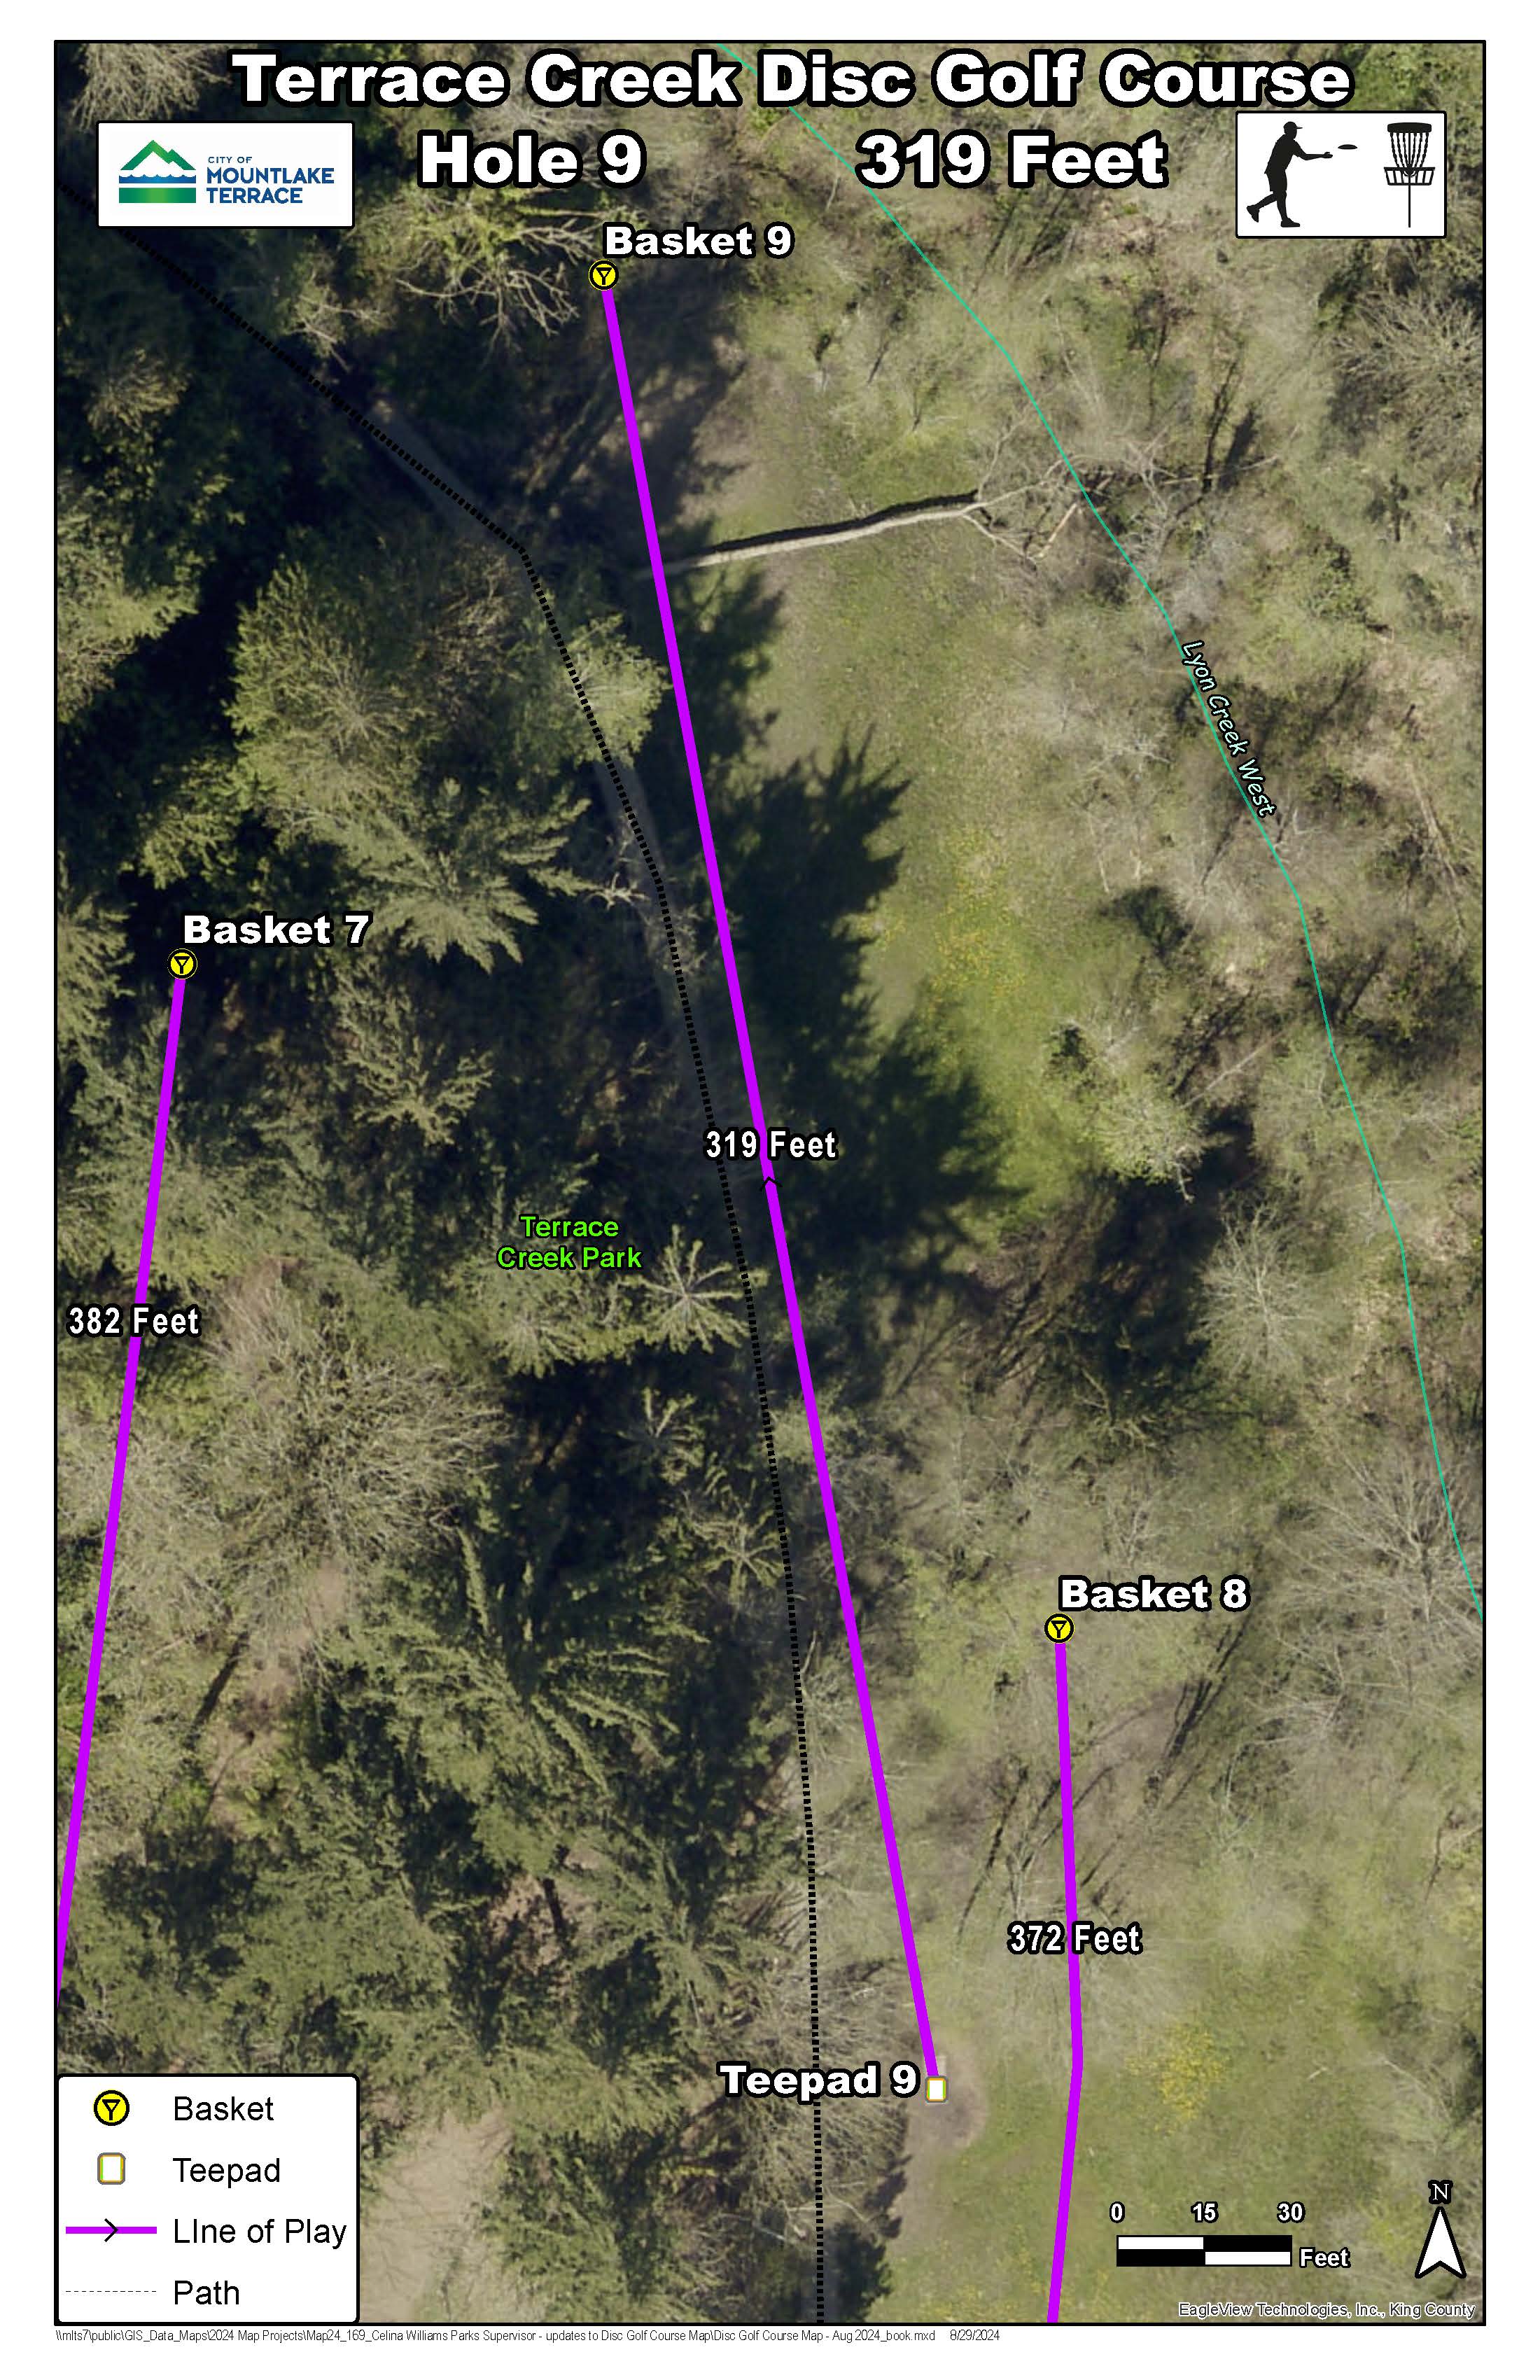 Terrace Creek Disc Golf Course
CITY OF
MOUNTLAKE
TERRACE
Hole 9
319 Feet
Basket 9
Lyon Creek West
Basket 7
319 Feet
Terrace
Creek Park
382 Feet
Basket 8
372 Feet
Teepad 9
Basket
Teepad
LIne of Play
Path
0 15 30
Feet
N
EagleView Technologies, Inc., King County
\\mlts7\public\GIS_Data_Maps\2024 Map Projects\Map24_169_Celina Williams Parks Supervisor - updates to Disc Golf Course Map\Disc Golf Course Map - Aug 2024_book.mxd 8/29/2024